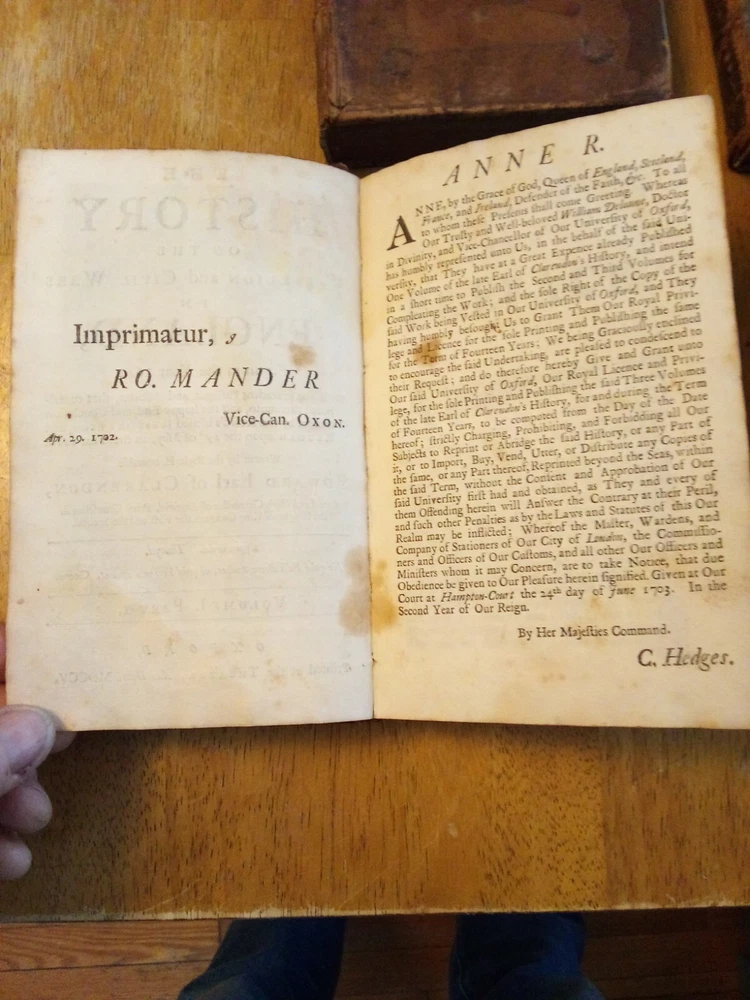 Imprimatur,
RO. MANDER
Vice-Can. OXON.
Apr. 29. 1702.
ANNE R.
ANNE, by the Grace of God, Queen of England, Scotland,
France, and Ireland, Defender of the Faith, &c. To all
to whom theſe Preſents ſhall come Greeting. Whereas
Our Truſty and Well-beloved William Delaune, Doctor
in Divinity, and Vice-Chancellor of Our Univerſity of Oxford,
has humbly repreſented unto Us, in the behalf of the ſaid Uni-
verſity, that They have at a Great Expence already Publiſhed
One Volume of the late Earl of Clarendon's Hiſtory, and intend
in a ſhort time to Publiſh the Second and Third Volumes for
Compleating the Work; and the ſole Right of the Copy of the
ſaid Work being Veſted in Our Univerſity of Oxford, and They
having humbly beſought Us to Grant Them Our Royal Privi-
lege and Licence for the ſole Printing and Publiſhing the ſame
for the Term of Fourteen Years; We being Graciouſly enclined
to encourage the ſaid Undertaking, are pleaſed to condeſcend to
their Requeſt; and do therefore hereby Give and Grant unto
Our ſaid Univerſity of Oxford, Our Royal Licence and Privi-
lege, for the ſole Printing and Publiſhing the ſaid Three Volumes
of the late Earl of Clarendon's Hiſtory, for and during the Term
of Fourteen Years, to be computed from the Day of the Date
hereof; ſtrictly Charging, Prohibiting, and Forbidding all Our
Subjects to Reprint or Abridge the ſaid Hiſtory, or any Part of
it, or to Import, Buy, Vend, Utter, or Diſtribute any Copies of
the ſame, or any Part thereof, Reprinted beyond the Seas, within
the ſaid Term, without the Conſent and Approbation of Our
ſaid Univerſity firſt had and obtained, as They and every of
them Offending herein will Anſwer the Contrary at their Peril,
and ſuch other Penalties as by the Laws and Statutes of this Our
Realm may be inflicted; Whereof the Maſter, Wardens, and
Company of Stationers of Our City of London, the Commiſſio-
ners and Officers of Our Cuſtoms, and all other Our Officers and
Miniſters whom it may Concern, are to take Notice, that due
Obedience be given to Our Pleaſure herein ſignified. Given at Our
Court at Hampton-Court the 24th day of June 1703. In the
Second Year of Our Reign.
By Her Majeſties Command.
C. Hedges.